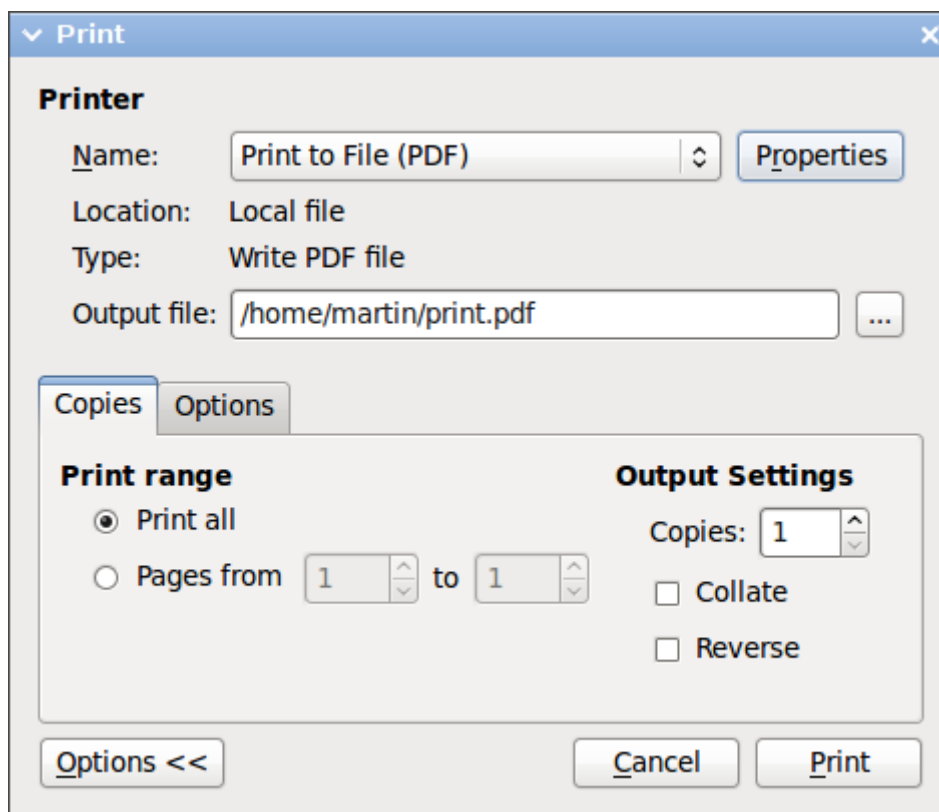 Print
Printer
Name: Print to File (PDF) Properties
Location: Local file
Type: Write PDF file
Output file: /home/martin/print.pdf ...
Copies Options
Print range
Print all
Pages from 1 to 1
Output Settings
Copies: 1
Collate
Reverse
Options << Cancel Print